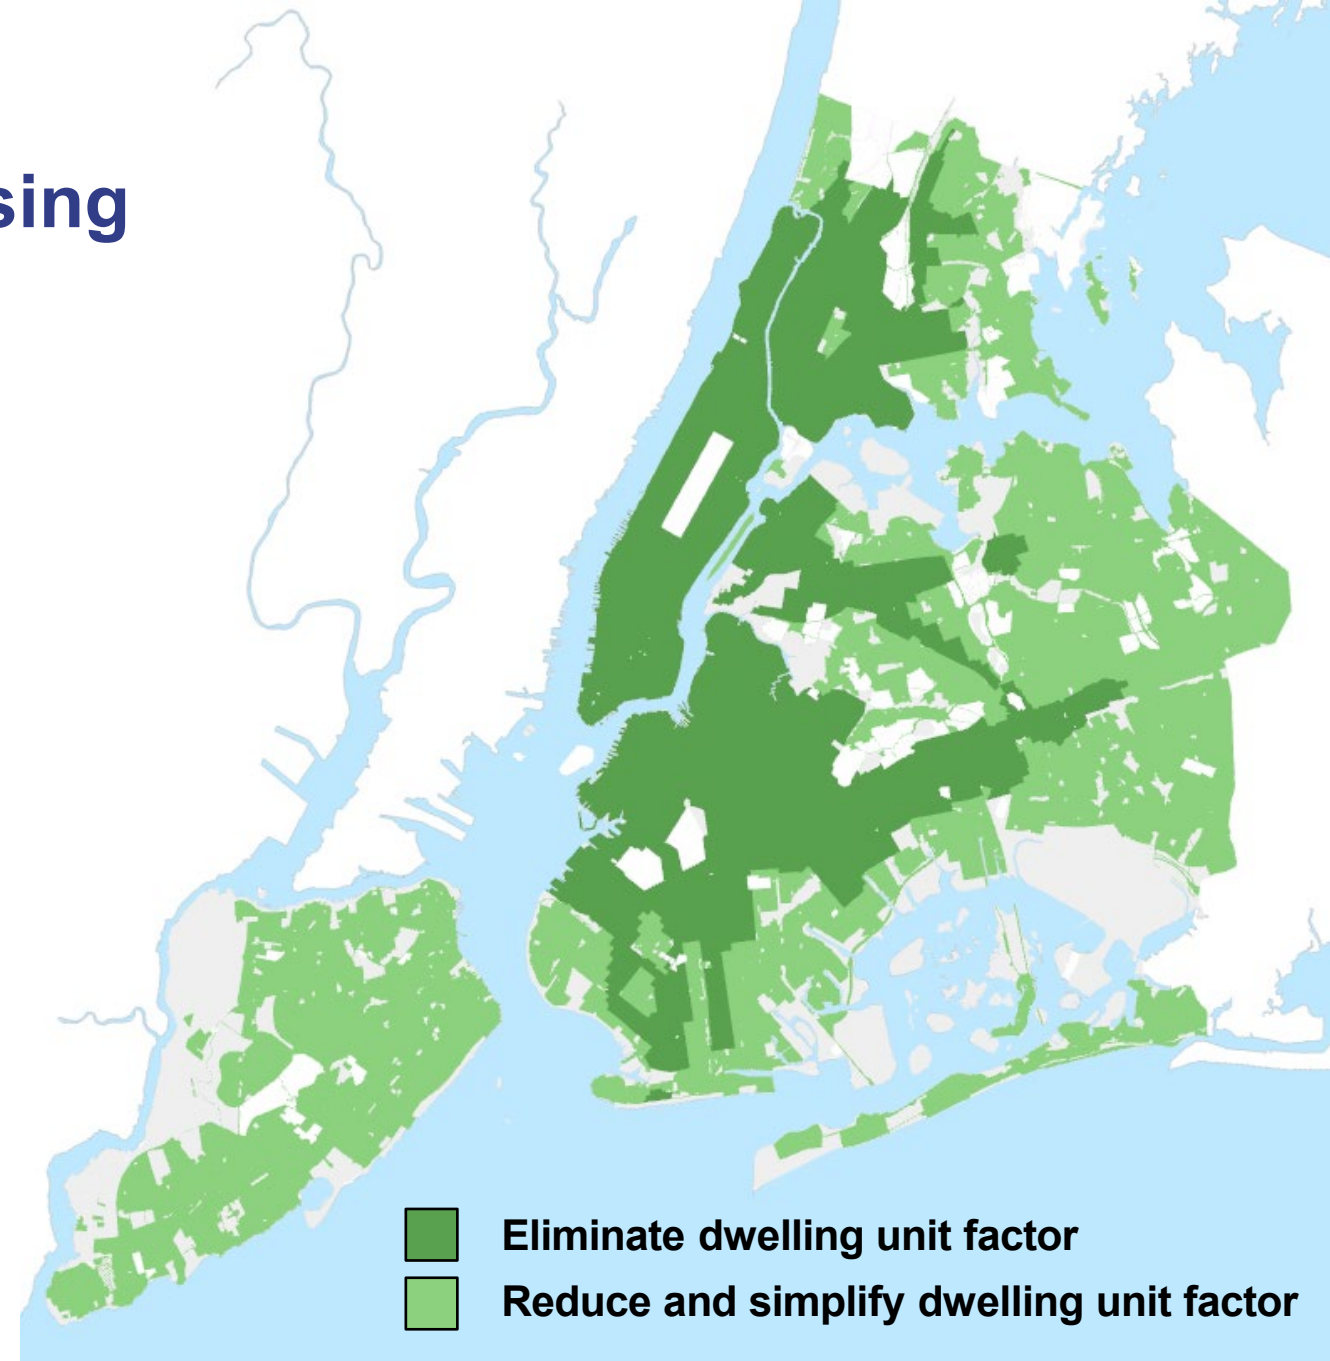 sing
Eliminate dwelling unit factor
Reduce and simplify dwelling unit factor